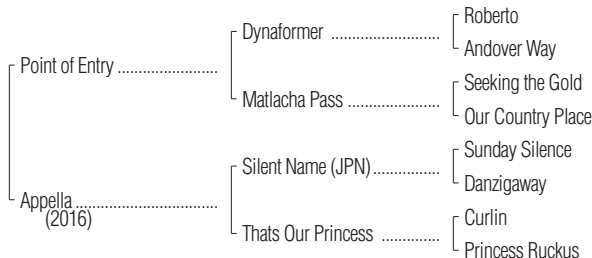 Roberto
Dynaformer ....................
Andover Way
Point of Entry ........................
Seeking the Gold
Matlacha Pass .....................
Our Country Place
Sunday Silence
Silent Name (JPN)...............
Danzigaway
Appella ..................................
(2016)
Curlin
Thats Our Princess .............
Princess Ruckus